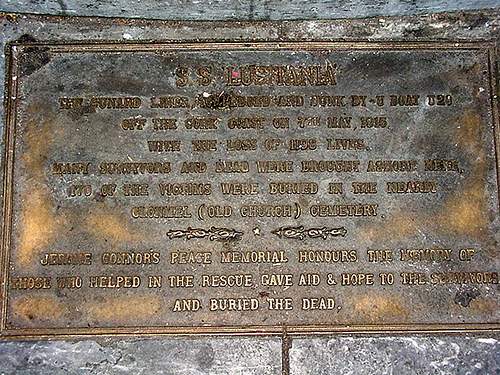 S S LUSITANIA
THE CUNARD LINER, TORPEDOED AND SUNK BY U BOAT U20
OFF THE CORK COAST ON 7TH MAY, 1915
WITH THE LOSS OF 1198 LIVES.
MANY SURVIVORS AND DEAD WERE BROUGHT ASHORE HERE,
170 OF THE VICTIMS WERE BURIED IN THE NEARBY
CLONMEL (OLD CHURCH) CEMETERY.
JEROME CONNOR'S PEACE MEMORIAL HONOURS THE MEMORY OF
THOSE WHO HELPED IN THE RESCUE, GAVE AID & HOPE TO THE SURVIVORS
AND BURIED THE DEAD.